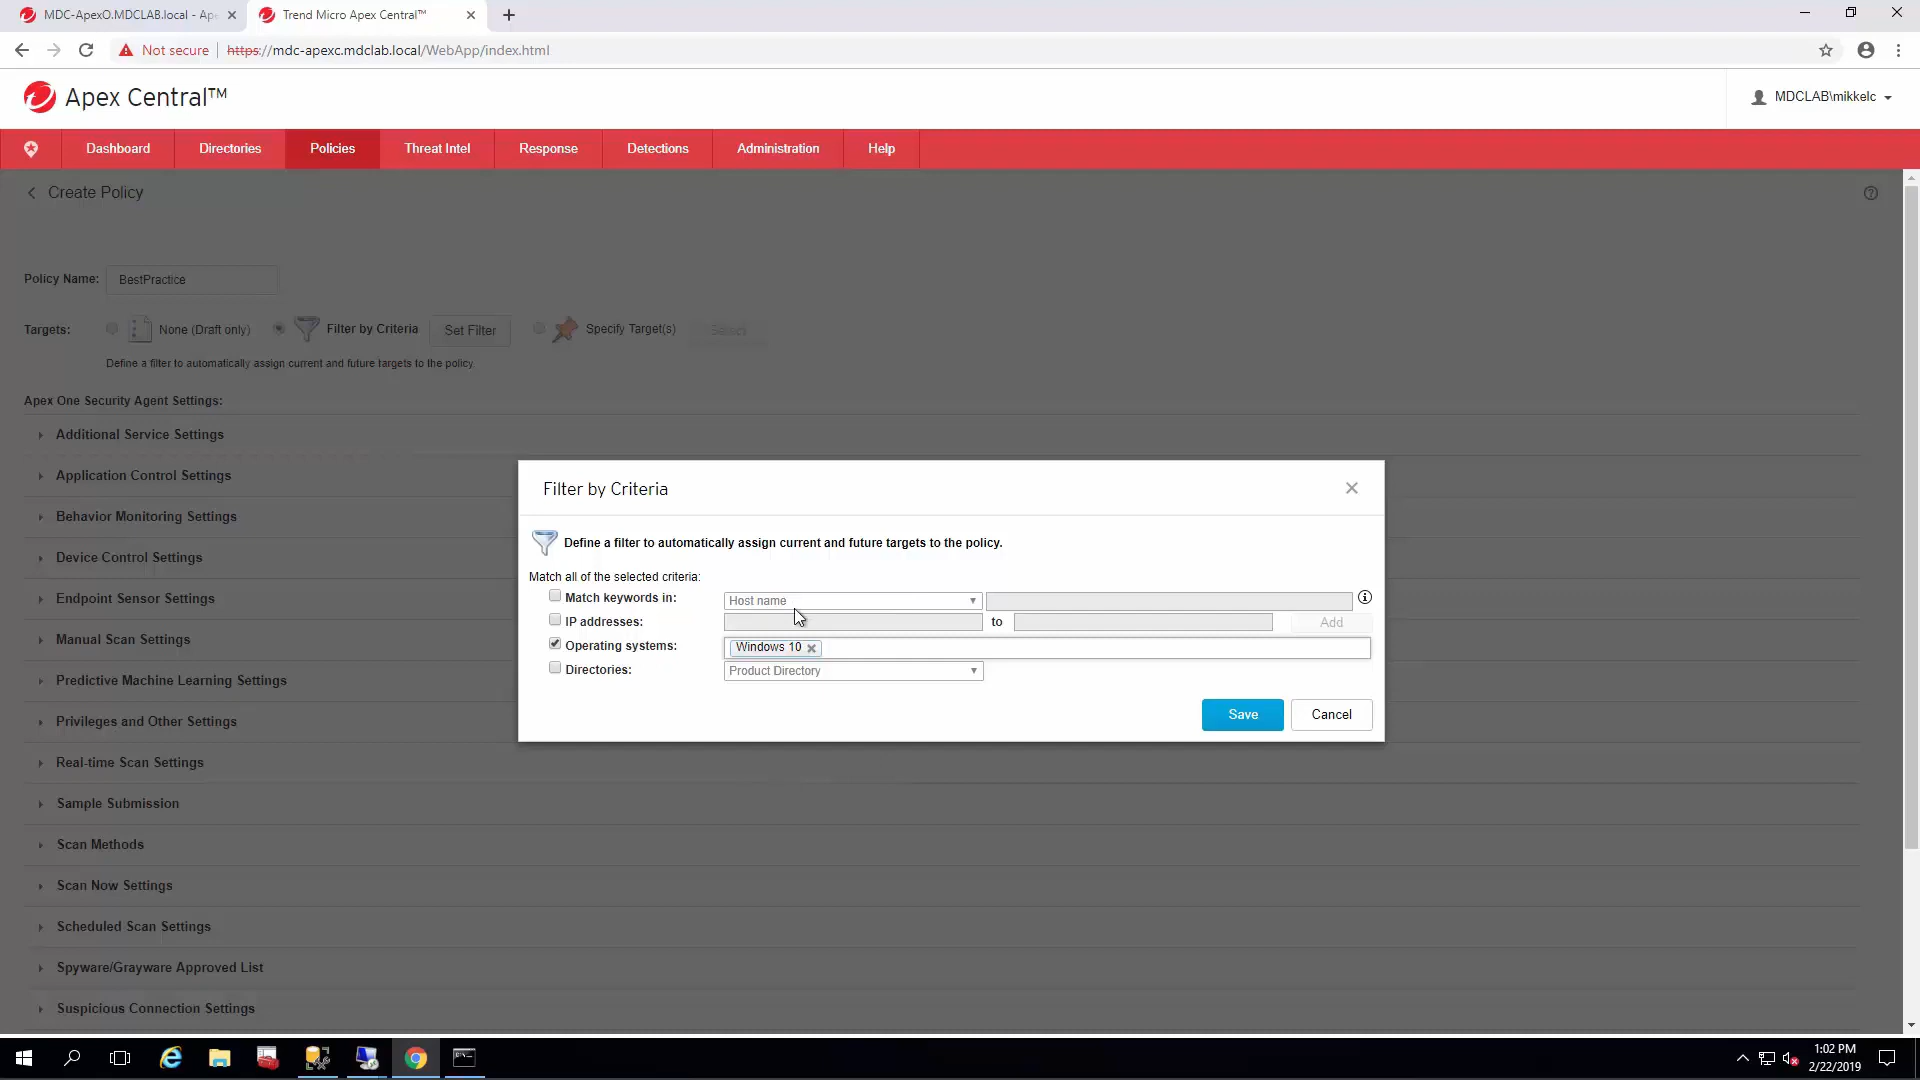 MDC-ApexO.MDCLAB.local - Ape
Trend Micro Apex Central™
Not secure
https://mdc-apexc.mdclab.local/WebApp/index.html
Apex Central™
MDCLAB\mikkelc
Dashboard
Directories
Policies
Threat Intel
Response
Detections
Administration
Help
Create Policy
Policy Name:
BestPractice
Targets:
None (Draft only)
Filter by Criteria
Set Filter
Specify Target(s)
Select
Define a filter to automatically assign current and future targets to the policy.
Apex One Security Agent Settings:
Additional Service Settings
Application Control Settings
Behavior Monitoring Settings
Device Control Settings
Endpoint Sensor Settings
Manual Scan Settings
Predictive Machine Learning Settings
Privileges and Other Settings
Real-time Scan Settings
Sample Submission
Scan Methods
Scan Now Settings
Scheduled Scan Settings
Spyware/Grayware Approved List
Suspicious Connection Settings
Filter by Criteria
Define a filter to automatically assign current and future targets to the policy.
Match all of the selected criteria:
Match keywords in:
Host name
IP addresses:
to
Add
Operating systems:
Windows 10
Directories:
Product Directory
Save
Cancel
1:02 PM
2/22/2019